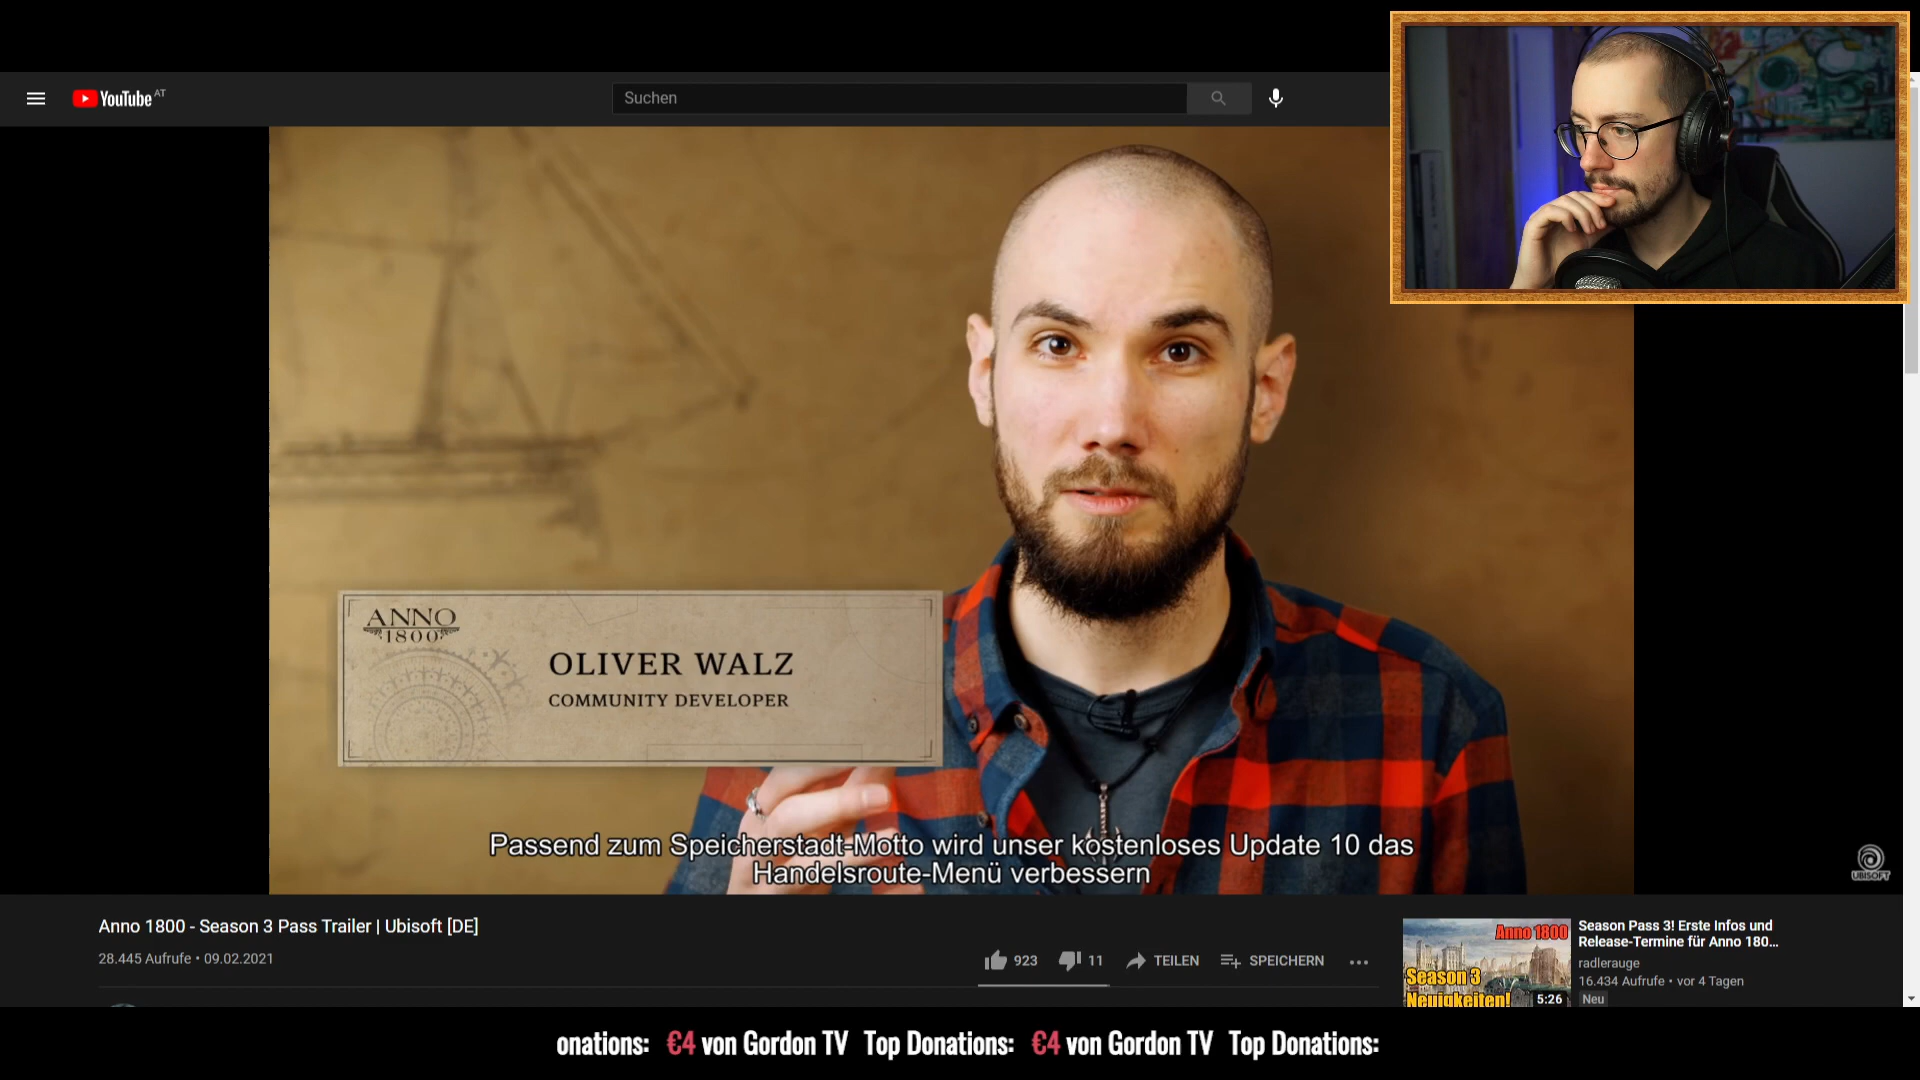 YouTube AT
Suchen
ANNO
1800
OLIVER WALZ
COMMUNITY DEVELOPER
Passend zum Speicherstadt-Motto wird unser kostenloses Update 10 das
Handelsroute-Menü verbessern
UBISOFT
Anno 1800 - Season 3 Pass Trailer | Ubisoft [DE]
28.445 Aufrufe • 09.02.2021
923
11
TEILEN
SPEICHERN
Anno 1800
Season 3
Neuigkeiten!
5:26
Season Pass 3! Erste Infos und
Release-Termine für Anno 180...
radlerauge
16.434 Aufrufe • vor 4 Tagen
Neu
onations: €4 von Gordon TV Top Donations: €4 von Gordon TV Top Donations: